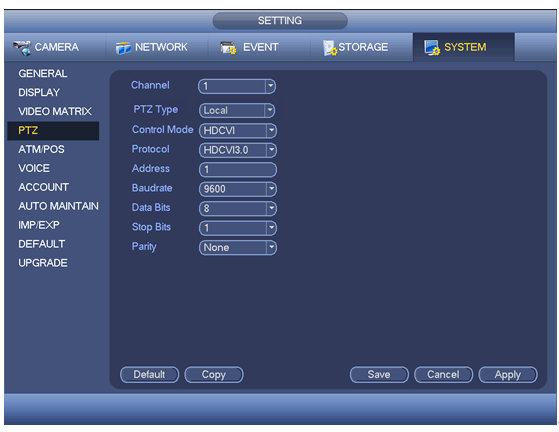 SETTING
CAMERA NETWORK EVENT STORAGE SYSTEM
GENERAL
DISPLAY
VIDEO MATRIX
PTZ
ATM/POS
VOICE
ACCOUNT
AUTO MAINTAIN
IMP/EXP
DEFAULT
UPGRADE
Channel 1
PTZ Type Local
Control Mode HDCVI
Protocol HDCVI3.0
Address 1
Baudrate 9600
Data Bits 8
Stop Bits 1
Parity None
Default Copy Save Cancel Apply